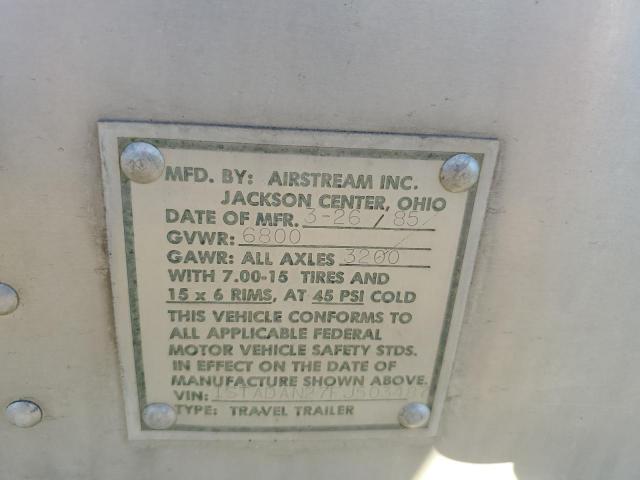 MFD. BY: AIRSTREAM INC.
JACKSON CENTER, OHIO
DATE OF MFR. 3-26 / 85
GVWR: 6800
GAWR: ALL AXLES 3200
WITH 7.00-15 TIRES AND
15 x 6 RIMS, AT 45 PSI COLD
THIS VEHICLE CONFORMS TO
ALL APPLICABLE FEDERAL
MOTOR VEHICLE SAFETY STDS.
IN EFFECT ON THE DATE OF
MANUFACTURE SHOWN ABOVE.
VIN:
TYPE: TRAVEL TRAILER